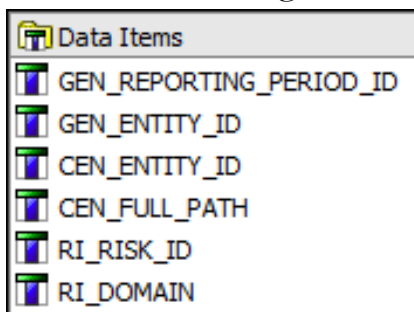 Data Items
GEN_REPORTING_PERIOD_ID
GEN_ENTITY_ID
CEN_ENTITY_ID
CEN_FULL_PATH
RI_RISK_ID
RI_DOMAIN